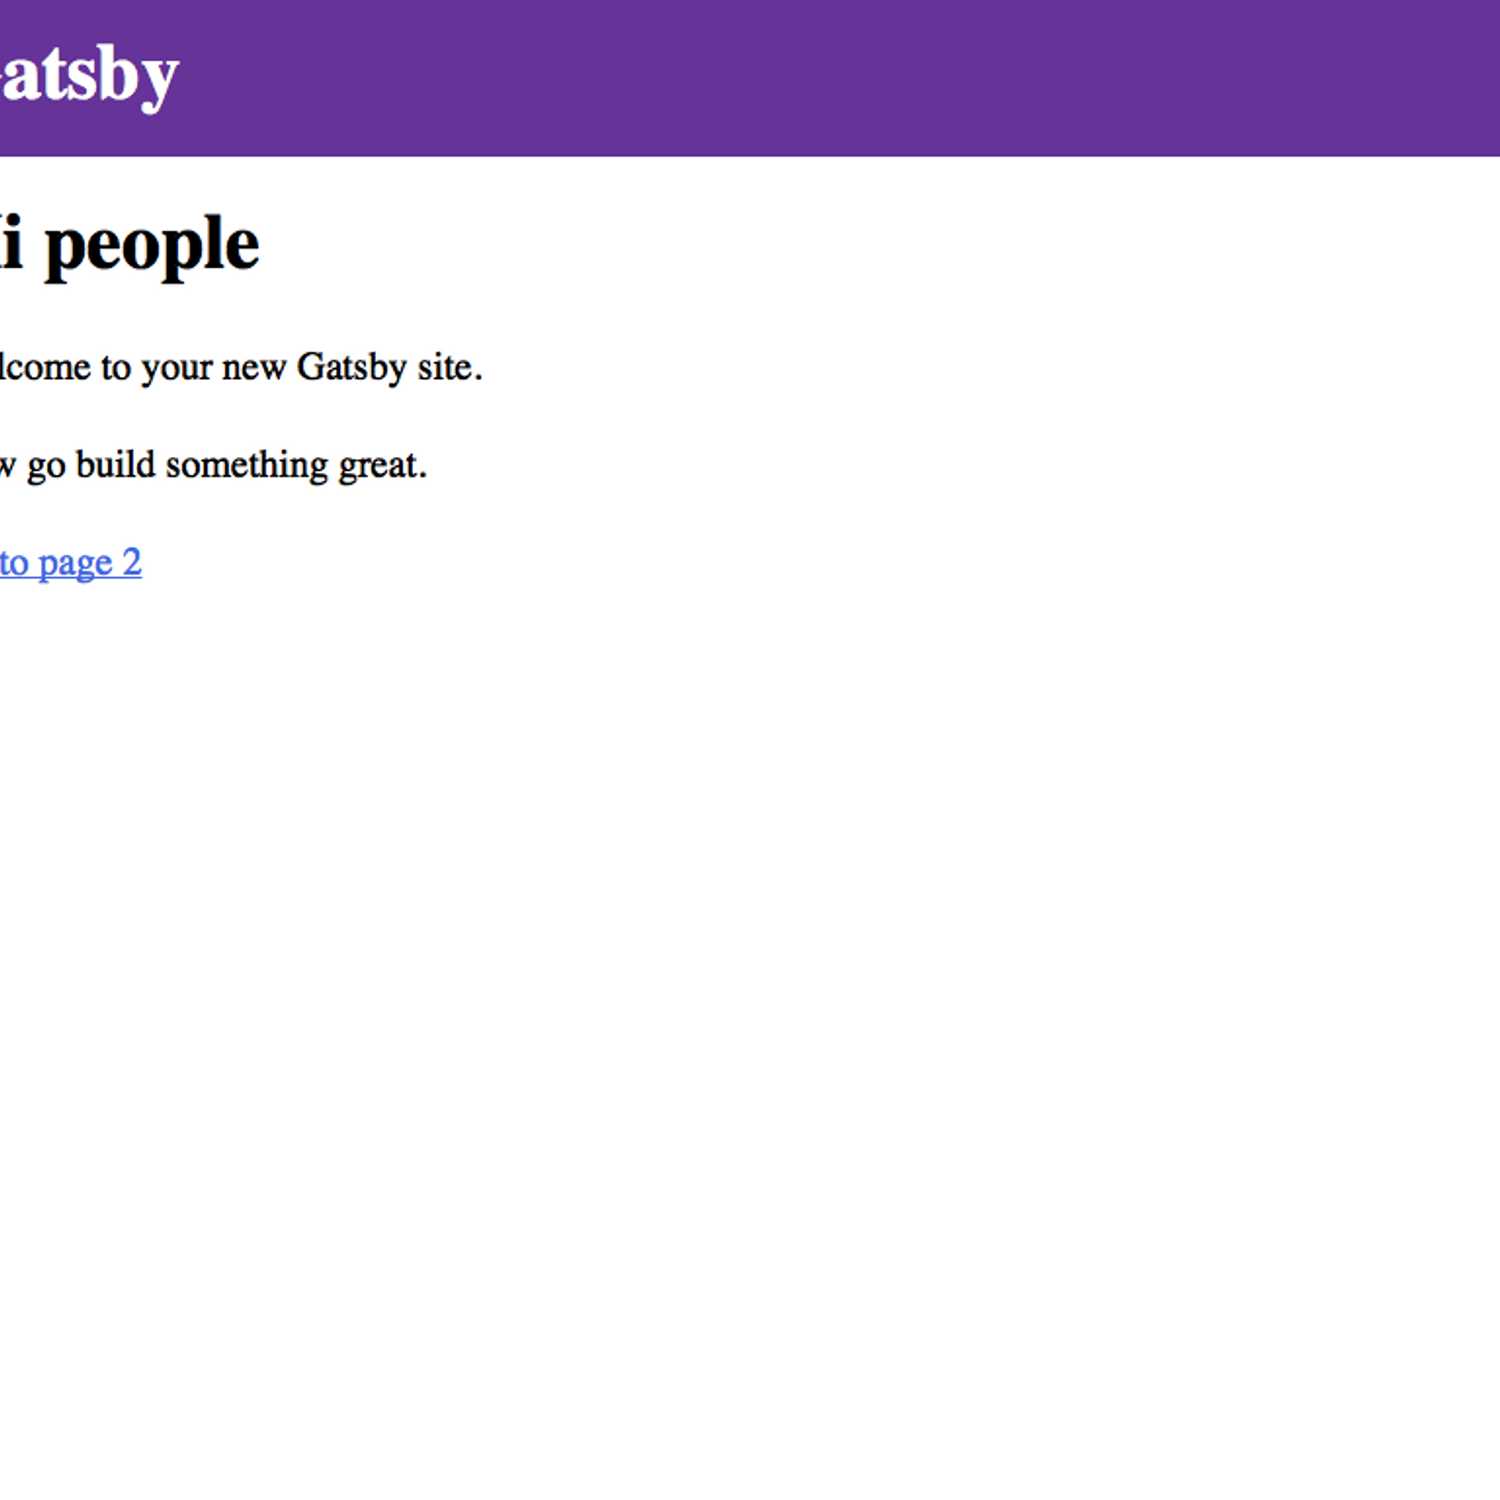 atsby
i people
lcome to your new Gatsby site.
w go build something great.
to page 2